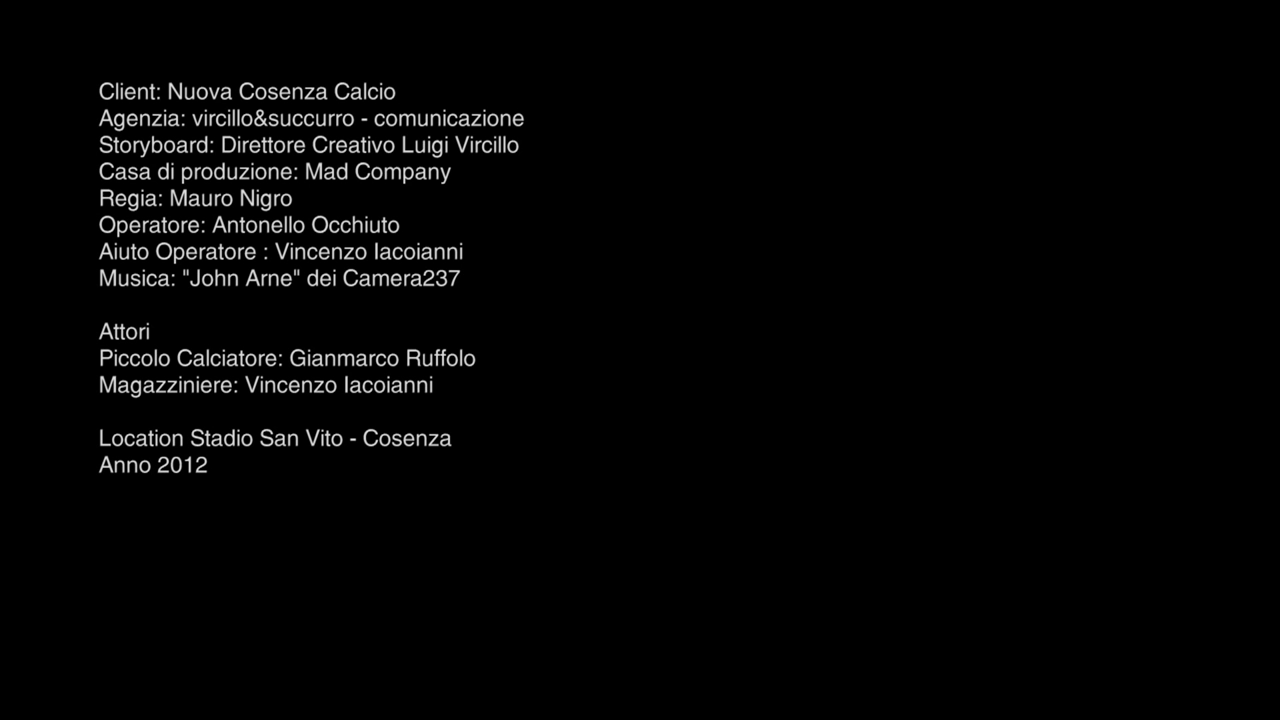 Client: Nuova Cosenza Calcio
Agenzia: vircillo&succurro - comunicazione
Storyboard: Direttore Creativo Luigi Vircillo
Casa di produzione: Mad Company
Regia: Mauro Nigro
Operatore: Antonello Occhiuto
Aiuto Operatore : Vincenzo Iacoianni
Musica: "John Arne" dei Camera237
Attori
Piccolo Calciatore: Gianmarco Ruffolo
Magazziniere: Vincenzo Iacoianni
Location Stadio San Vito - Cosenza
Anno 2012